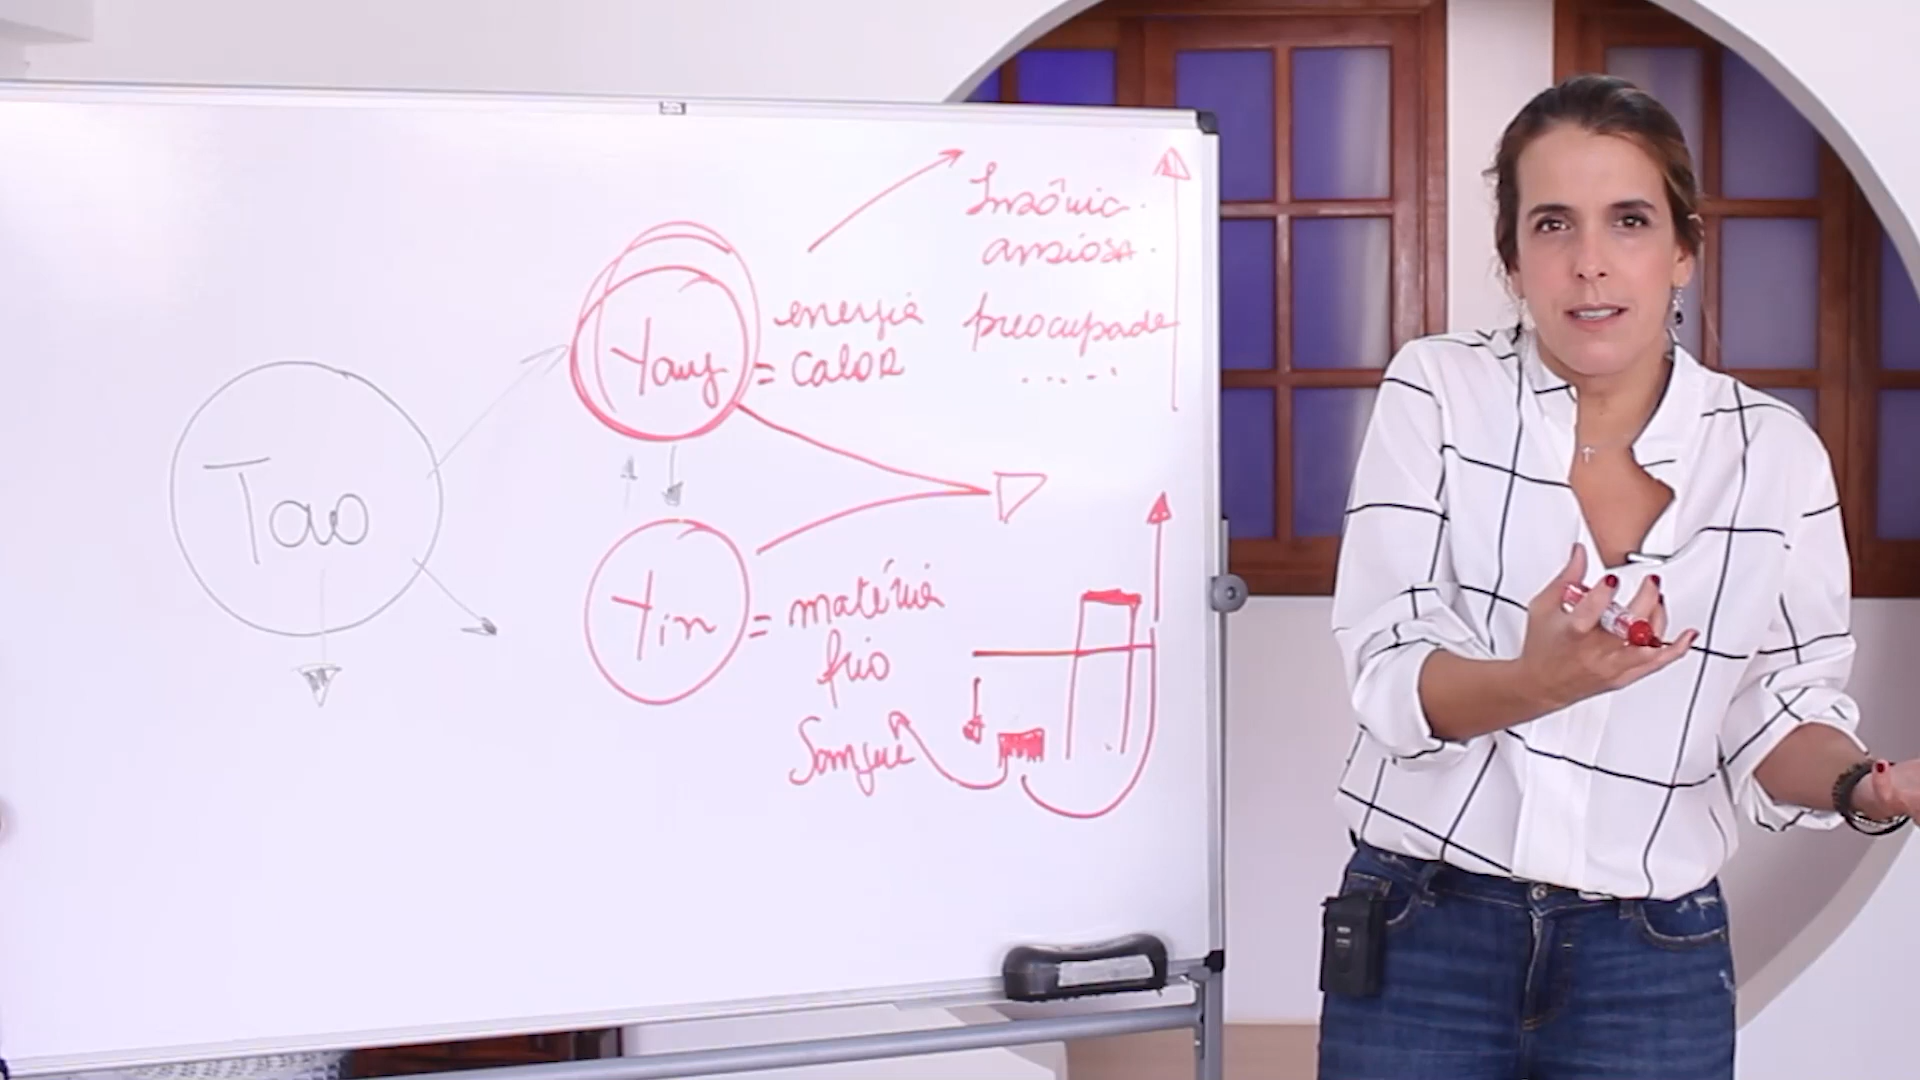 Tao
Yang
= energia
calor
Insônia.
ansiosa.
preocupada
.....
Yin
= matéria
frio
Sangue